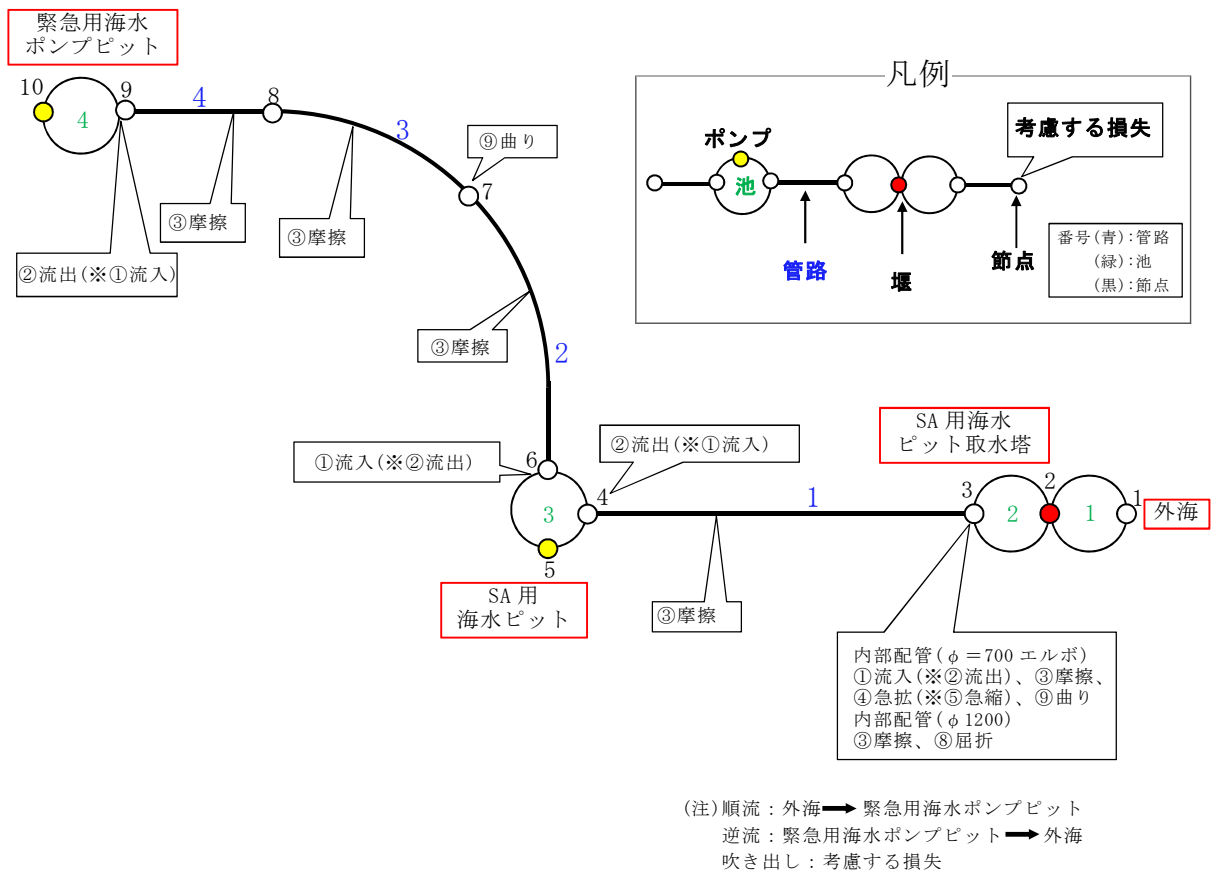 緊急用海水
ポンプピット
10
9
4
8
4
3
⑨曲り
7
③摩擦
③摩擦
②流出(※①流入)
③摩擦
2
凡例
考慮する損失
ポンプ
池
管路
堰
節点
番号(青):管路
(緑):池
(黒):節点
①流入(※②流出)
6
②流出(※①流入)
4
3
5
SA 用
海水ピット
1
③摩擦
SA 用海水
ピット取水塔
3
2
2
1
1
外海
内部配管(φ=700 エルボ)
①流入(※②流出)、③摩擦、
④急拡(※⑤急縮)、⑨曲り
内部配管(φ1200)
③摩擦、⑧屈折
(注)順流:外海➡緊急用海水ポンプピット
逆流:緊急用海水ポンプピット➡外海
吹き出し:考慮する損失